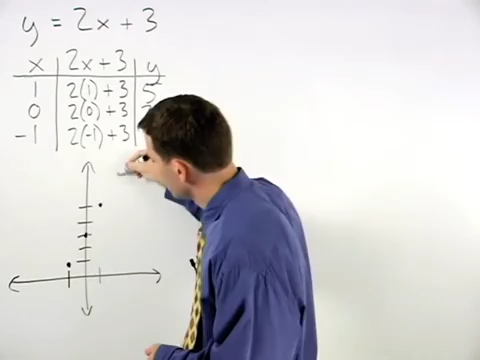 y = 2x + 3
x 2x + 3 y
1 2(1) + 3 5
0 2(0) + 3
-1 2(-1) + 3